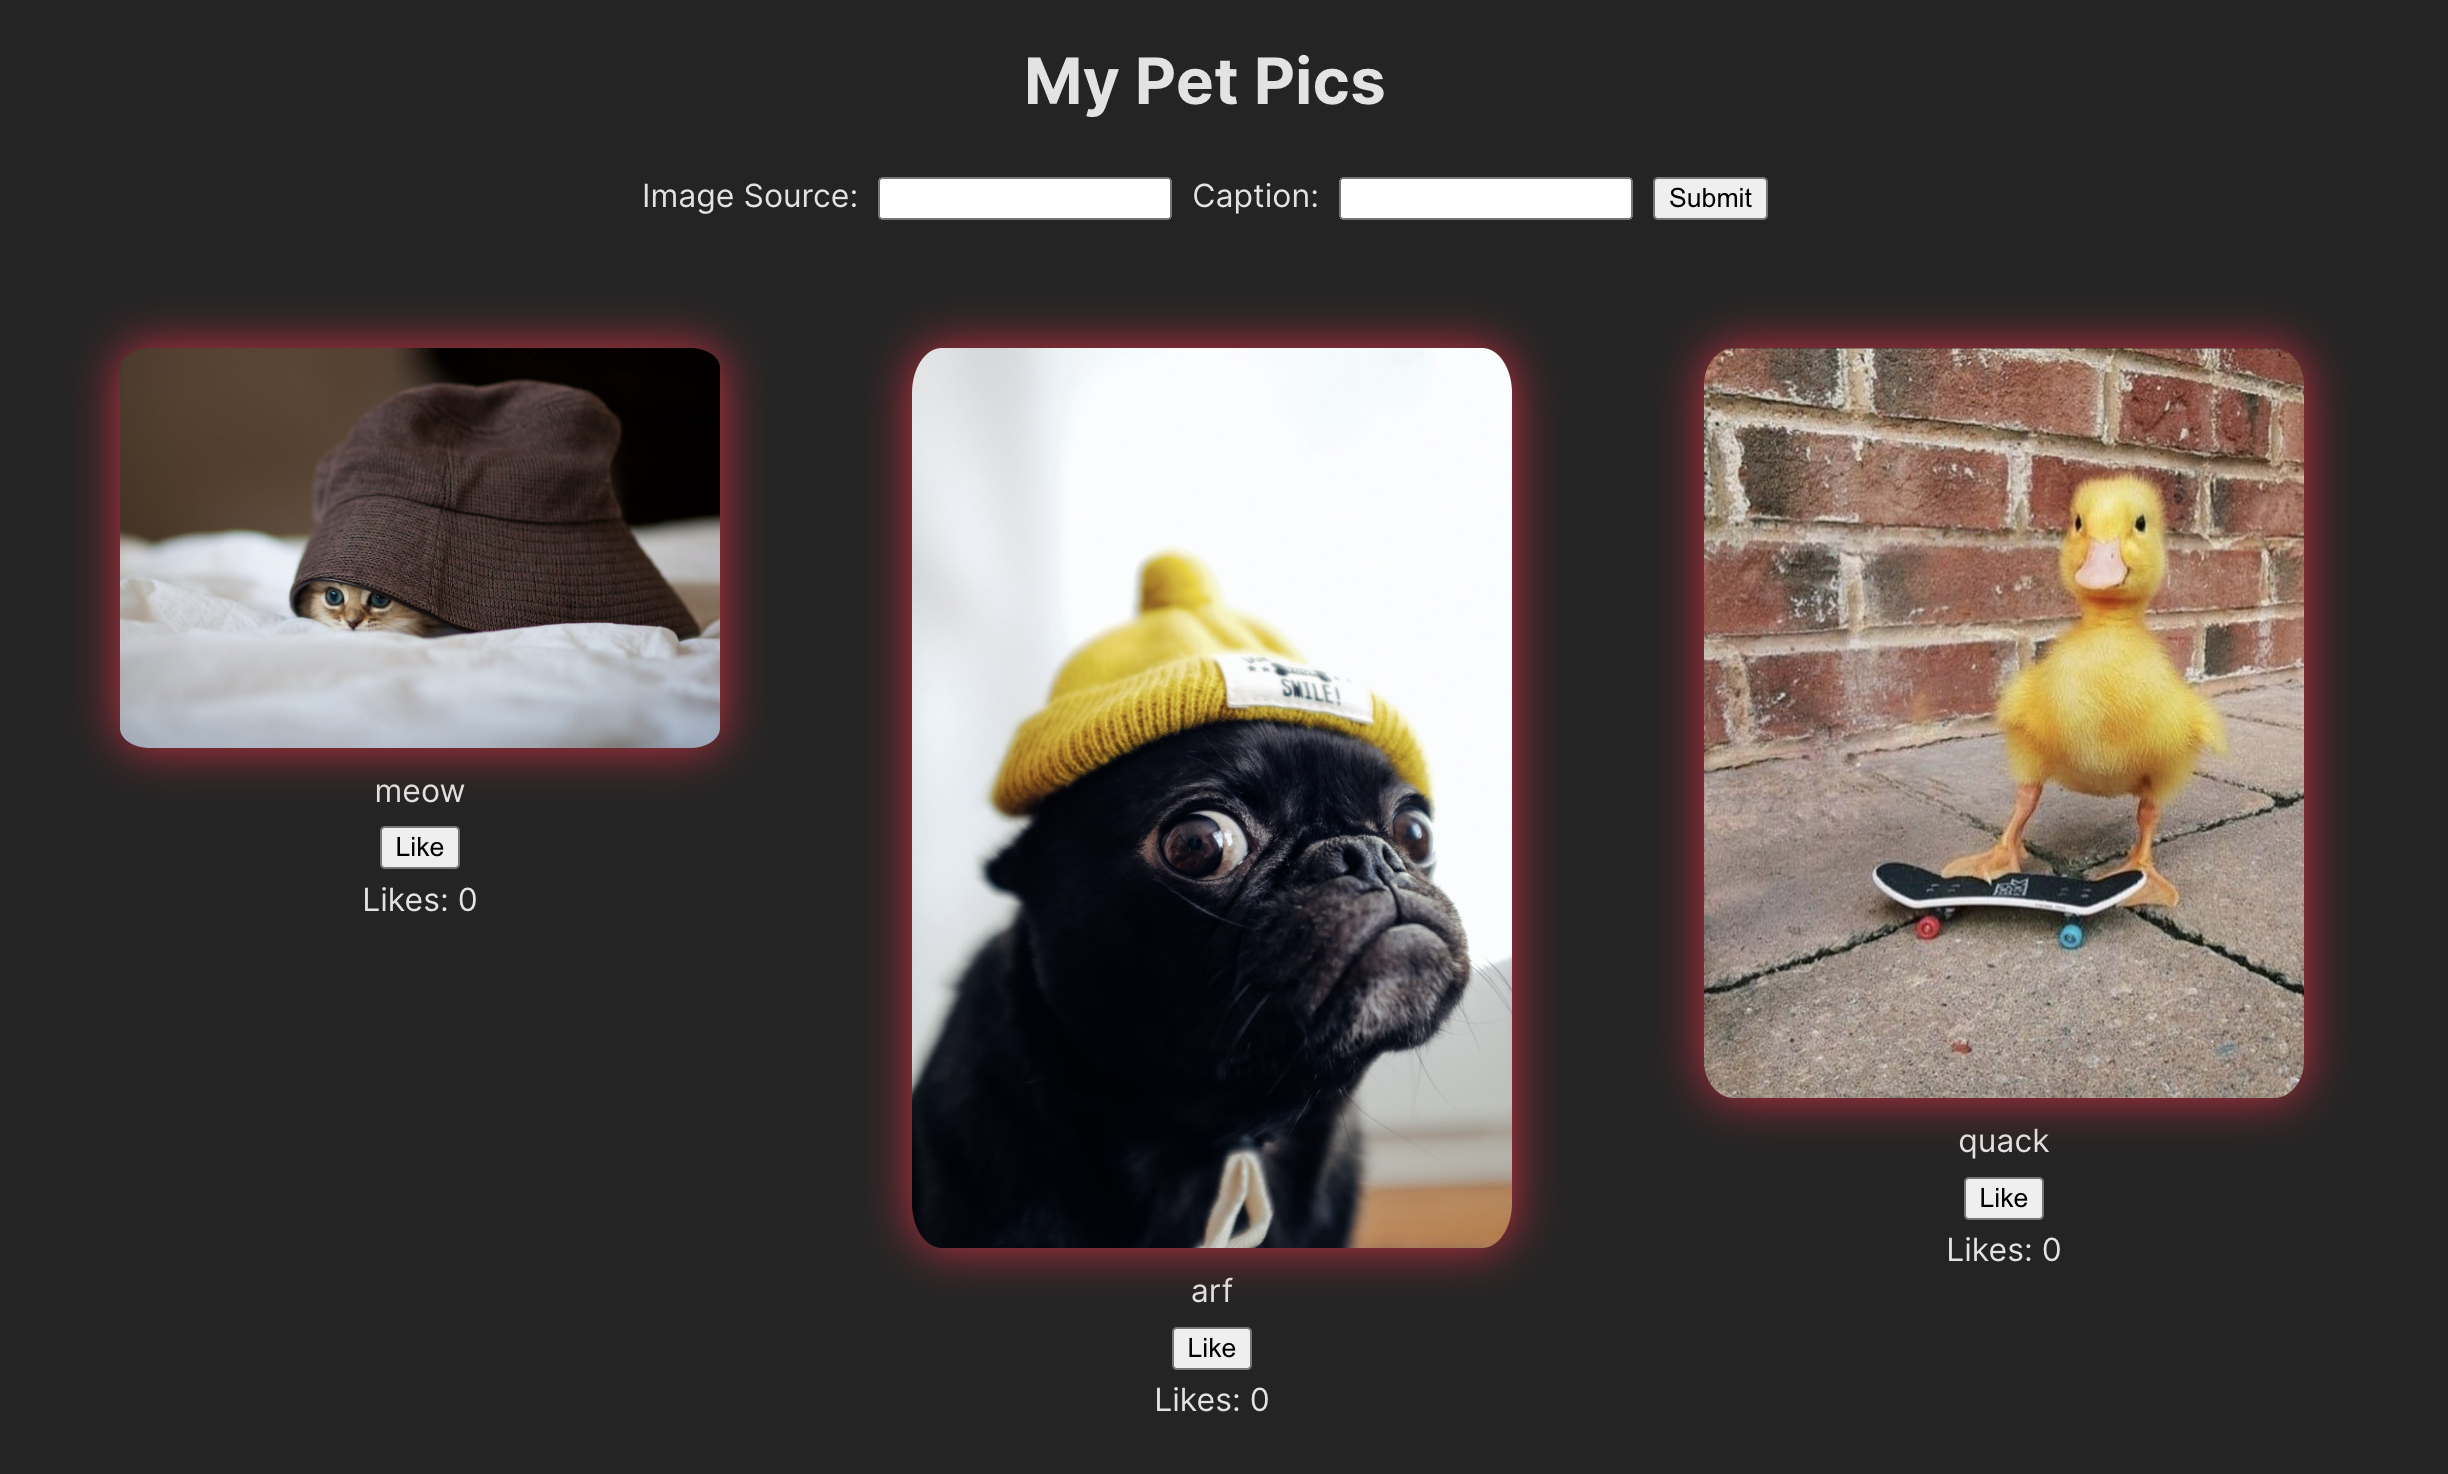 My Pet Pics
Image Source: Caption: Submit
meow
Like
Likes: 0
SMILE!
arf
Like
Likes: 0
quack
Like
Likes: 0